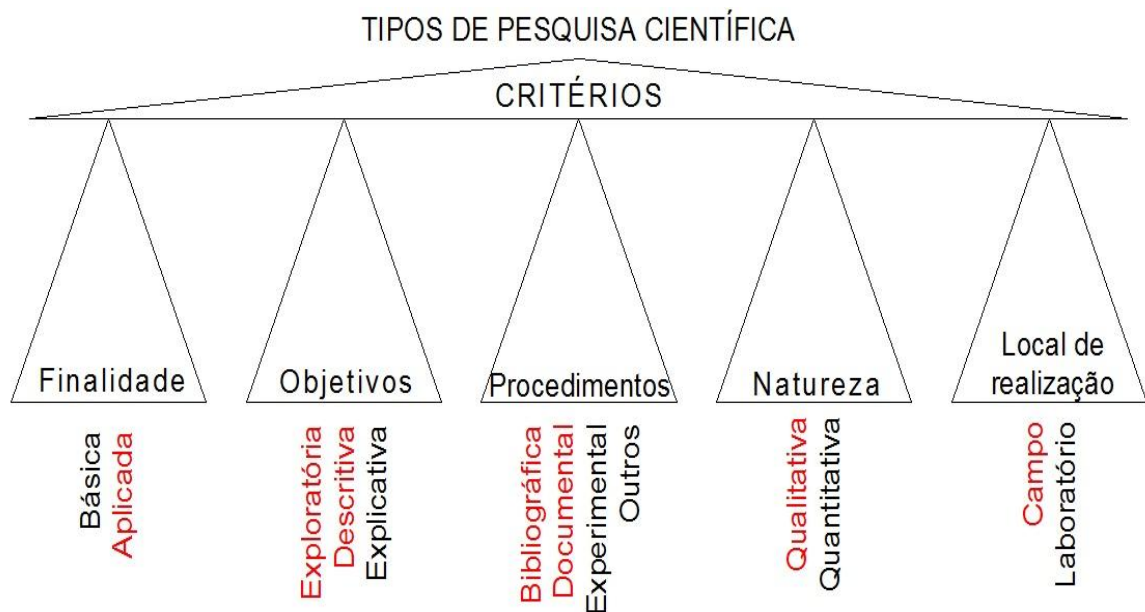 TIPOS DE PESQUISA CIENTÍFICA
CRITÉRIOS
Finalidade
Básica
Aplicada
Objetivos
Exploratória
Descritiva
Explicativa
Procedimentos
Bibliográfica
Documental
Experimental
Outros
Natureza
Qualitativa
Quantitativa
Local de
realização
Campo
Laboratório